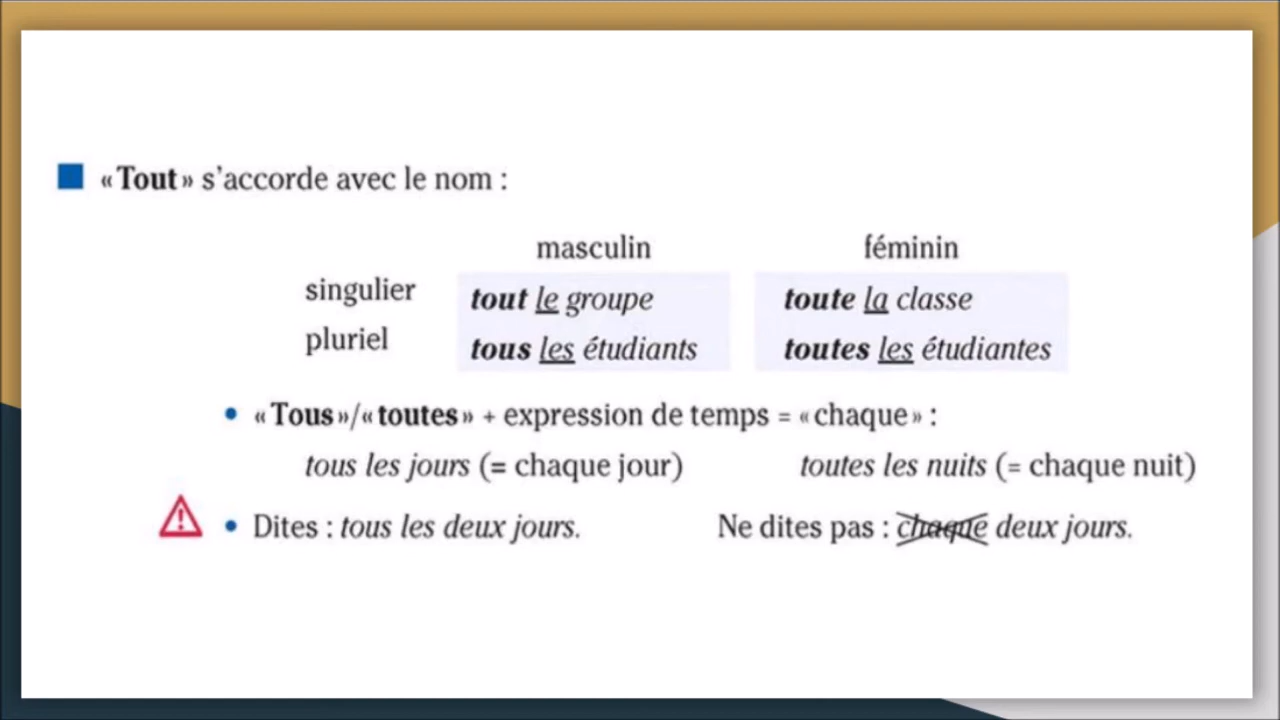 «Tout» s'accorde avec le nom :
masculin féminin
singulier tout le groupe toute la classe
pluriel tous les étudiants toutes les étudiantes
• «Tous»/«toutes» + expression de temps = «chaque» :
tous les jours (= chaque jour) toutes les nuits (= chaque nuit)
• Dites : tous les deux jours. Ne dites pas : chaque deux jours.